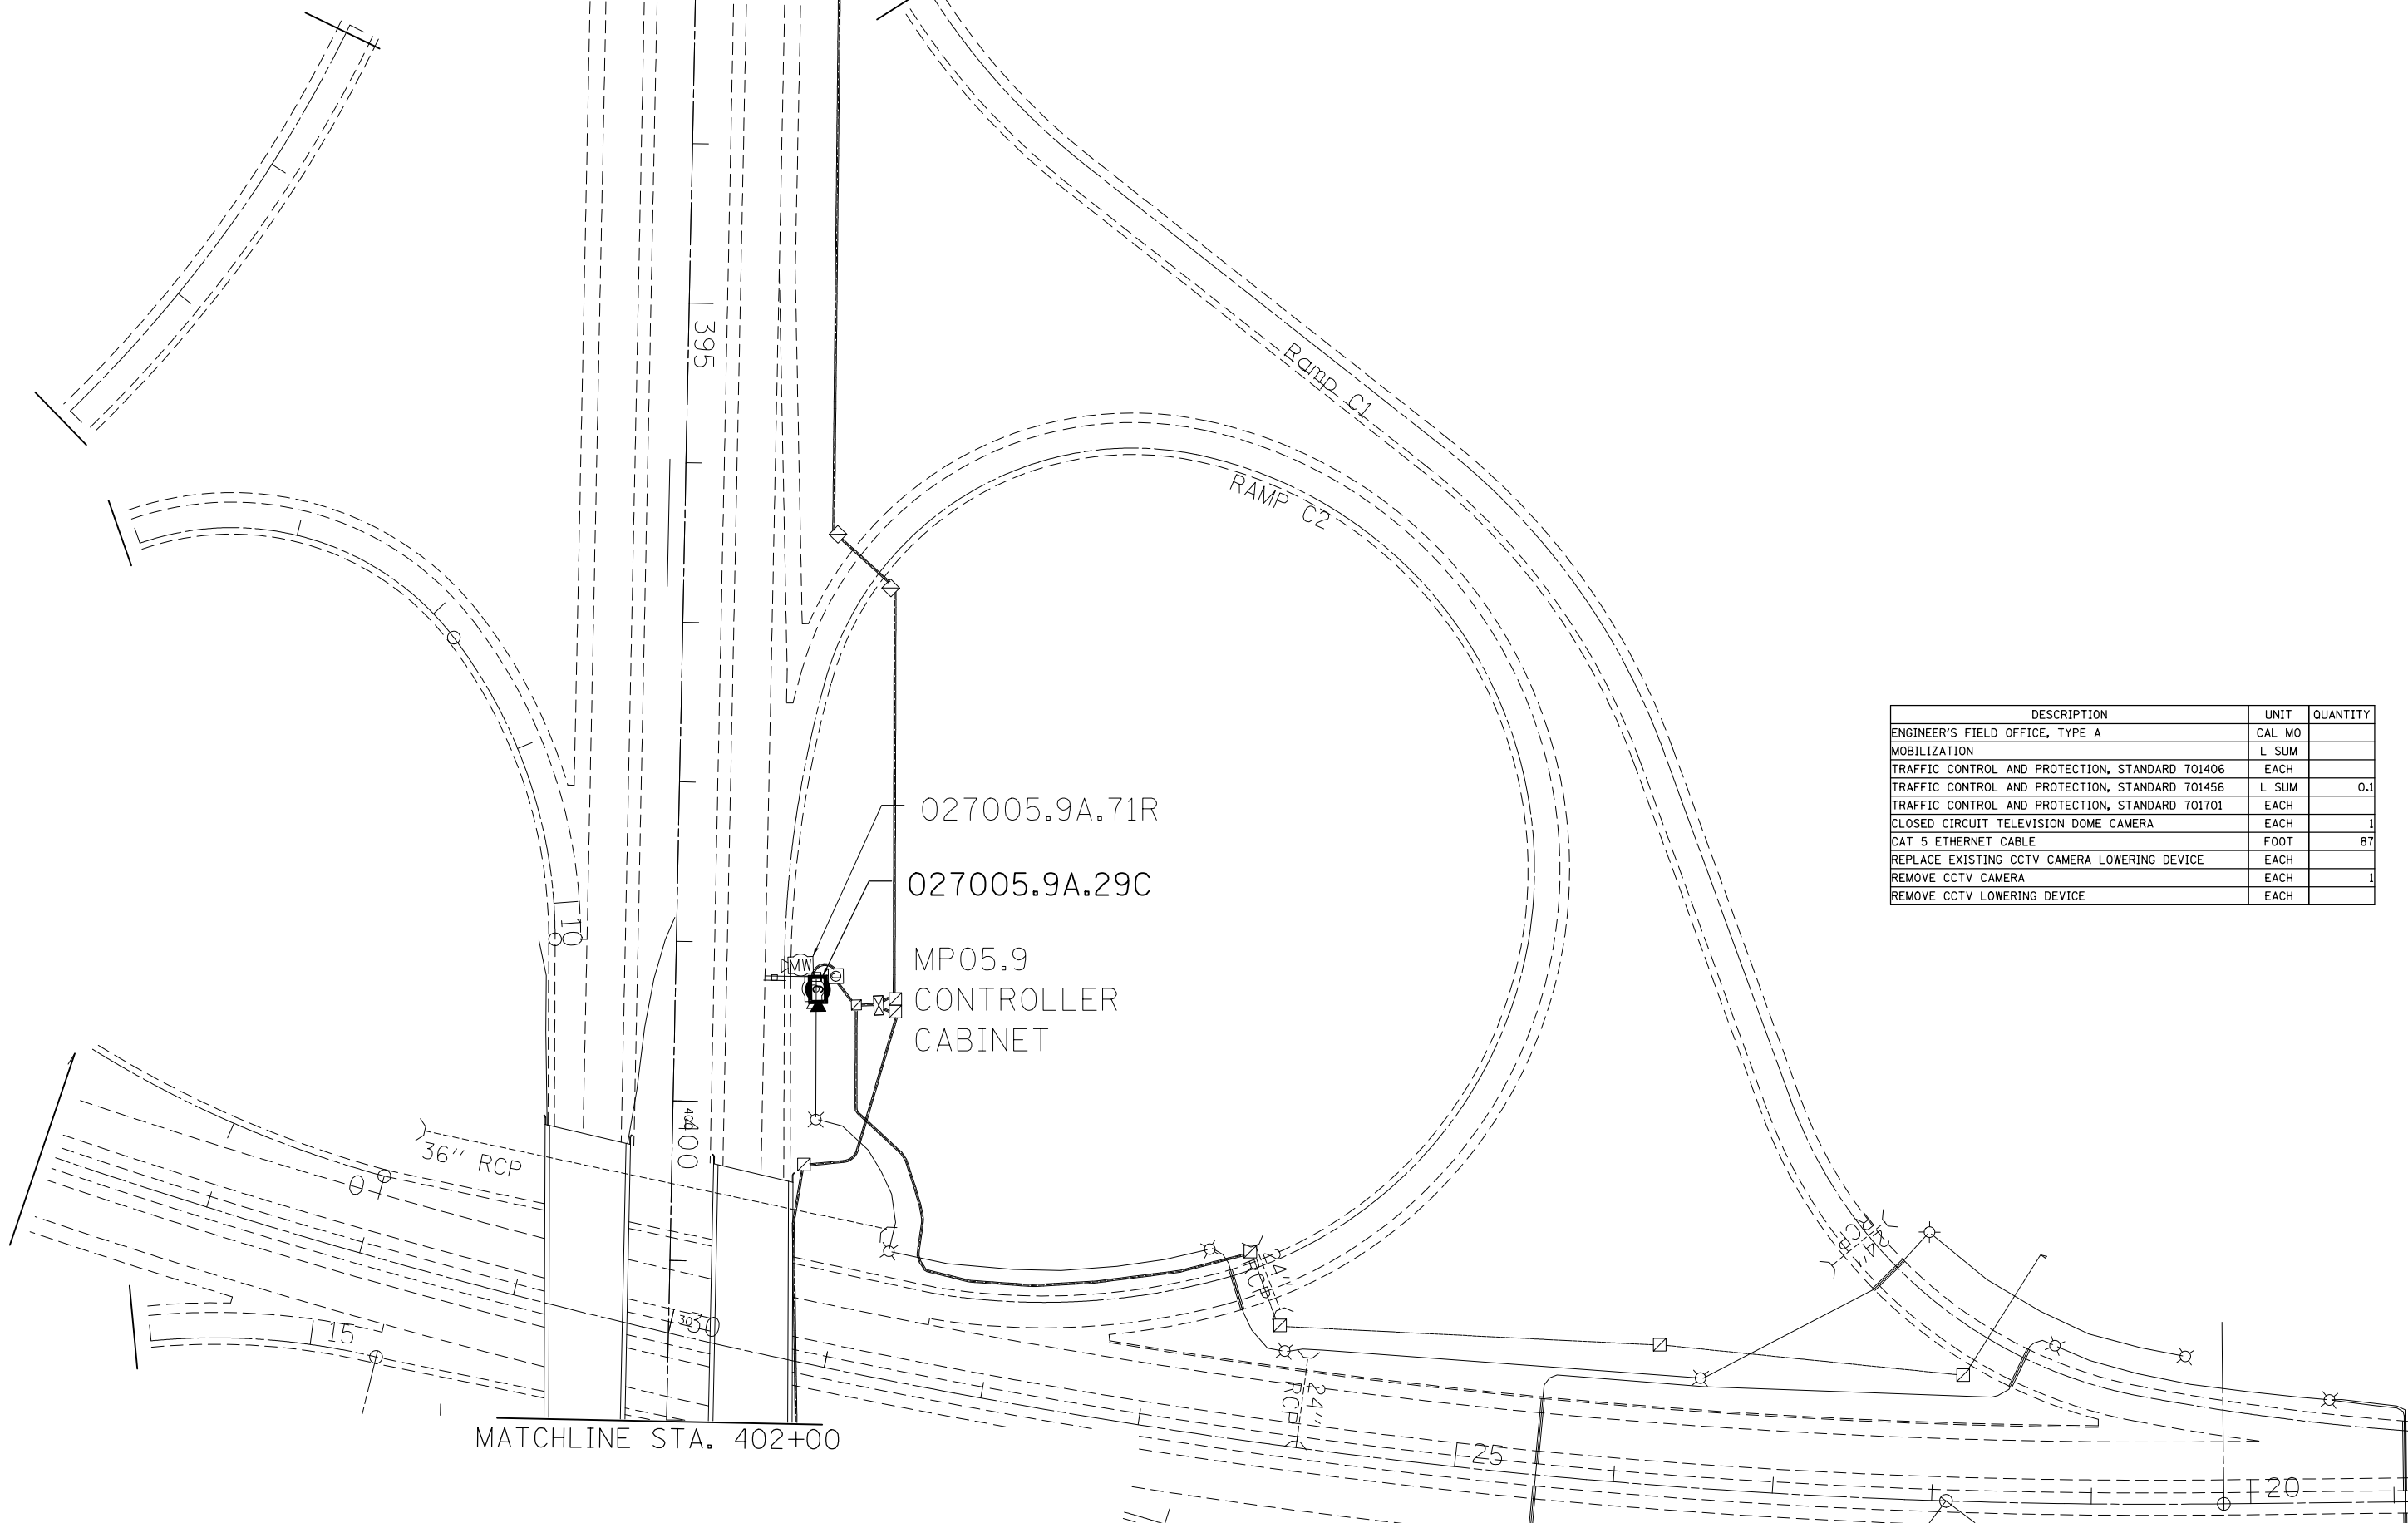 395
Ramp C1
RAMP C2
DESCRIPTION UNIT QUANTITY
ENGINEER'S FIELD OFFICE, TYPE A CAL MO
MOBILIZATION L SUM
TRAFFIC CONTROL AND PROTECTION, STANDARD 701406 EACH
TRAFFIC CONTROL AND PROTECTION, STANDARD 701456 L SUM 0.1
TRAFFIC CONTROL AND PROTECTION, STANDARD 701701 EACH
CLOSED CIRCUIT TELEVISION DOME CAMERA EACH 1
CAT 5 ETHERNET CABLE FOOT 87
REPLACE EXISTING CCTV CAMERA LOWERING DEVICE EACH
REMOVE CCTV CAMERA EACH 1
REMOVE CCTV LOWERING DEVICE EACH
027005.9A.71R
027005.9A.29C
10
MW
MP05.9
CONTROLLER
CABINET
400
400
36" RCP
0
24"
RCP
15
30
30
24"
RCP
MATCHLINE STA. 402+00
25
20